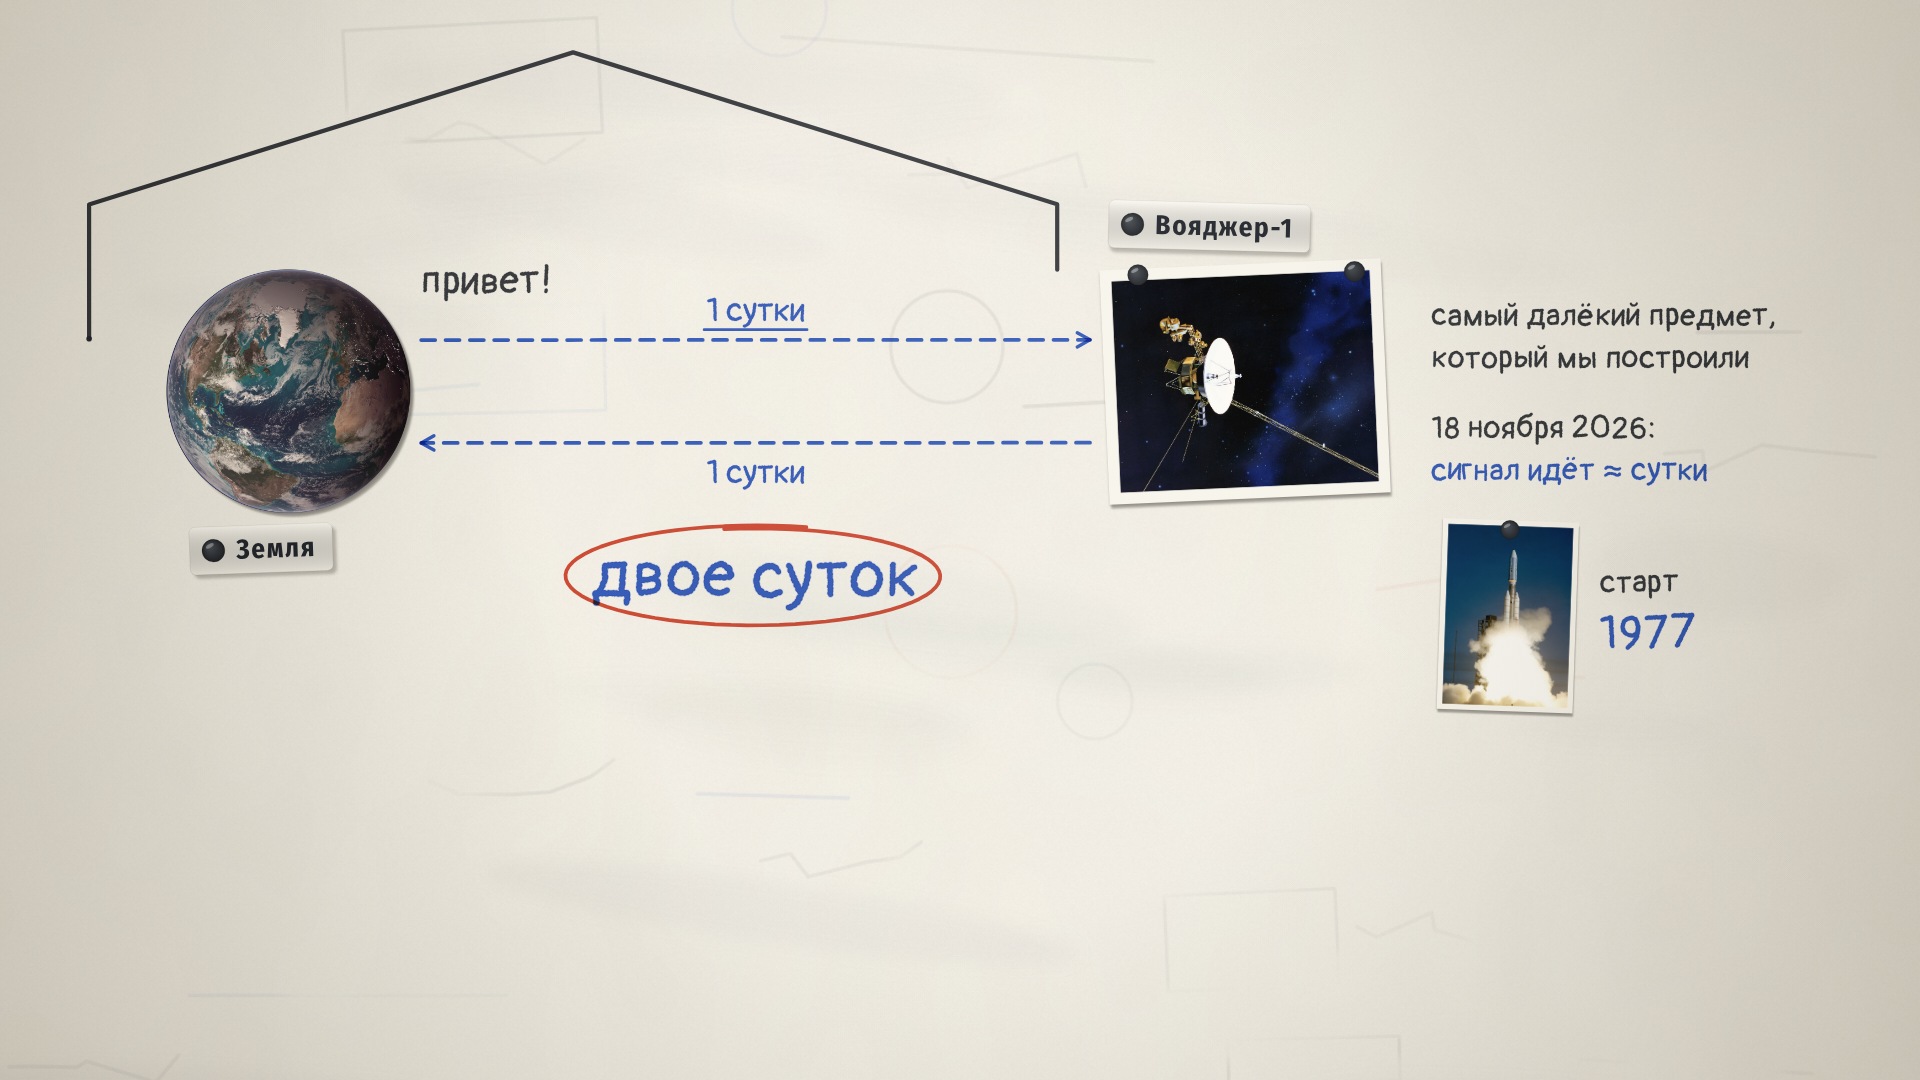 Вояджер-1
привет!
1 сутки
самый далёкий предмет,
который мы построили
18 ноября 2026:
сигнал идёт ≈ сутки
1 сутки
Земля
двое суток
старт
1977